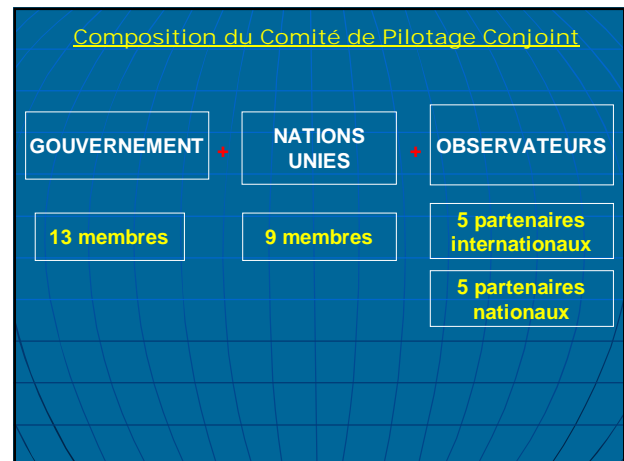 Composition du Comité de Pilotage Conjoint
GOUVERNEMENT + NATIONS UNIES + OBSERVATEURS
13 membres
9 membres
5 partenaires
internationaux
5 partenaires
nationaux